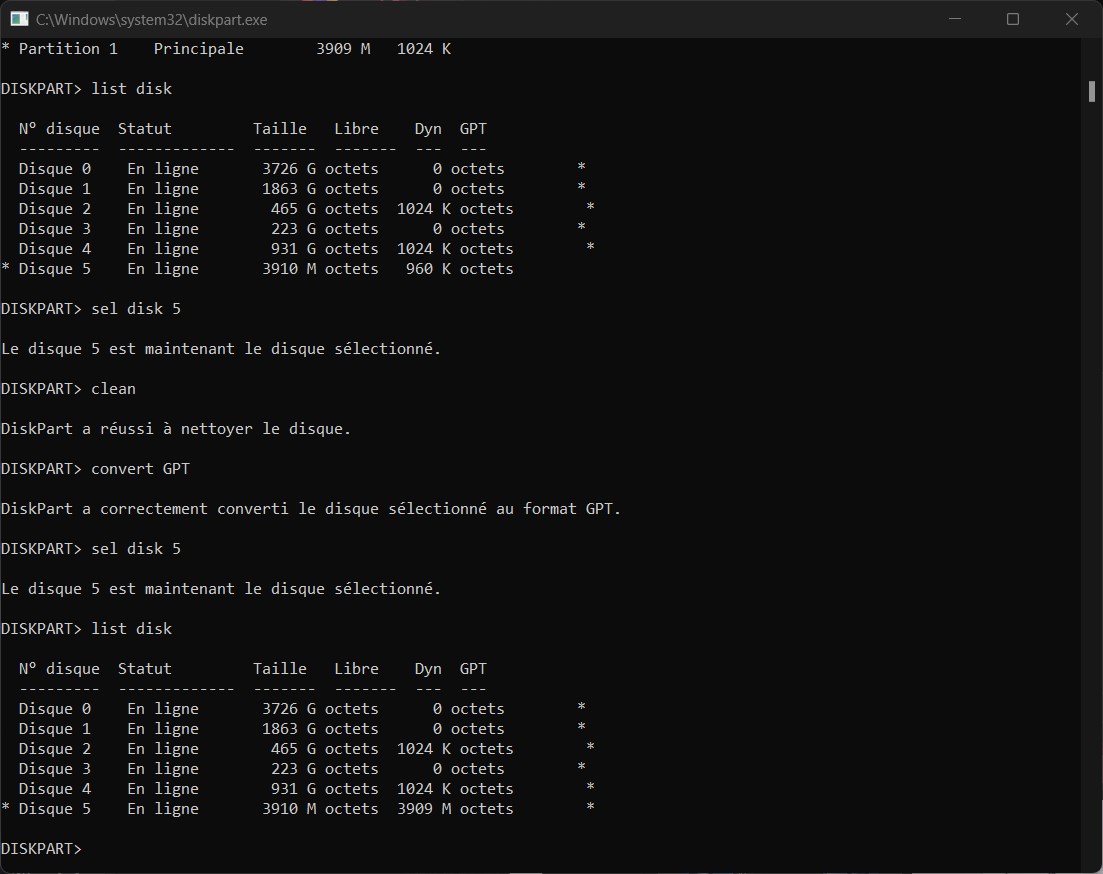 C:\Windows\system32\diskpart.exe
* Partition 1    Principale        3909 M   1024 K
DISKPART> list disk
  N° disque  Statut         Taille   Libre    Dyn  GPT
  ---------  -------------  -------  -------  ---  ---
  Disque 0    En ligne       3726 G octets      0 octets        *
  Disque 1    En ligne       1863 G octets      0 octets        *
  Disque 2    En ligne        465 G octets  1024 K octets        *
  Disque 3    En ligne        223 G octets      0 octets        *
  Disque 4    En ligne        931 G octets  1024 K octets        *
* Disque 5    En ligne       3910 M octets   960 K octets
DISKPART> sel disk 5
Le disque 5 est maintenant le disque sélectionné.
DISKPART> clean
DiskPart a réussi à nettoyer le disque.
DISKPART> convert GPT
DiskPart a correctement converti le disque sélectionné au format GPT.
DISKPART> sel disk 5
Le disque 5 est maintenant le disque sélectionné.
DISKPART> list disk
  N° disque  Statut         Taille   Libre    Dyn  GPT
  ---------  -------------  -------  -------  ---  ---
  Disque 0    En ligne       3726 G octets      0 octets        *
  Disque 1    En ligne       1863 G octets      0 octets        *
  Disque 2    En ligne        465 G octets  1024 K octets        *
  Disque 3    En ligne        223 G octets      0 octets        *
  Disque 4    En ligne        931 G octets  1024 K octets        *
* Disque 5    En ligne       3910 M octets  3909 M octets        *
DISKPART>